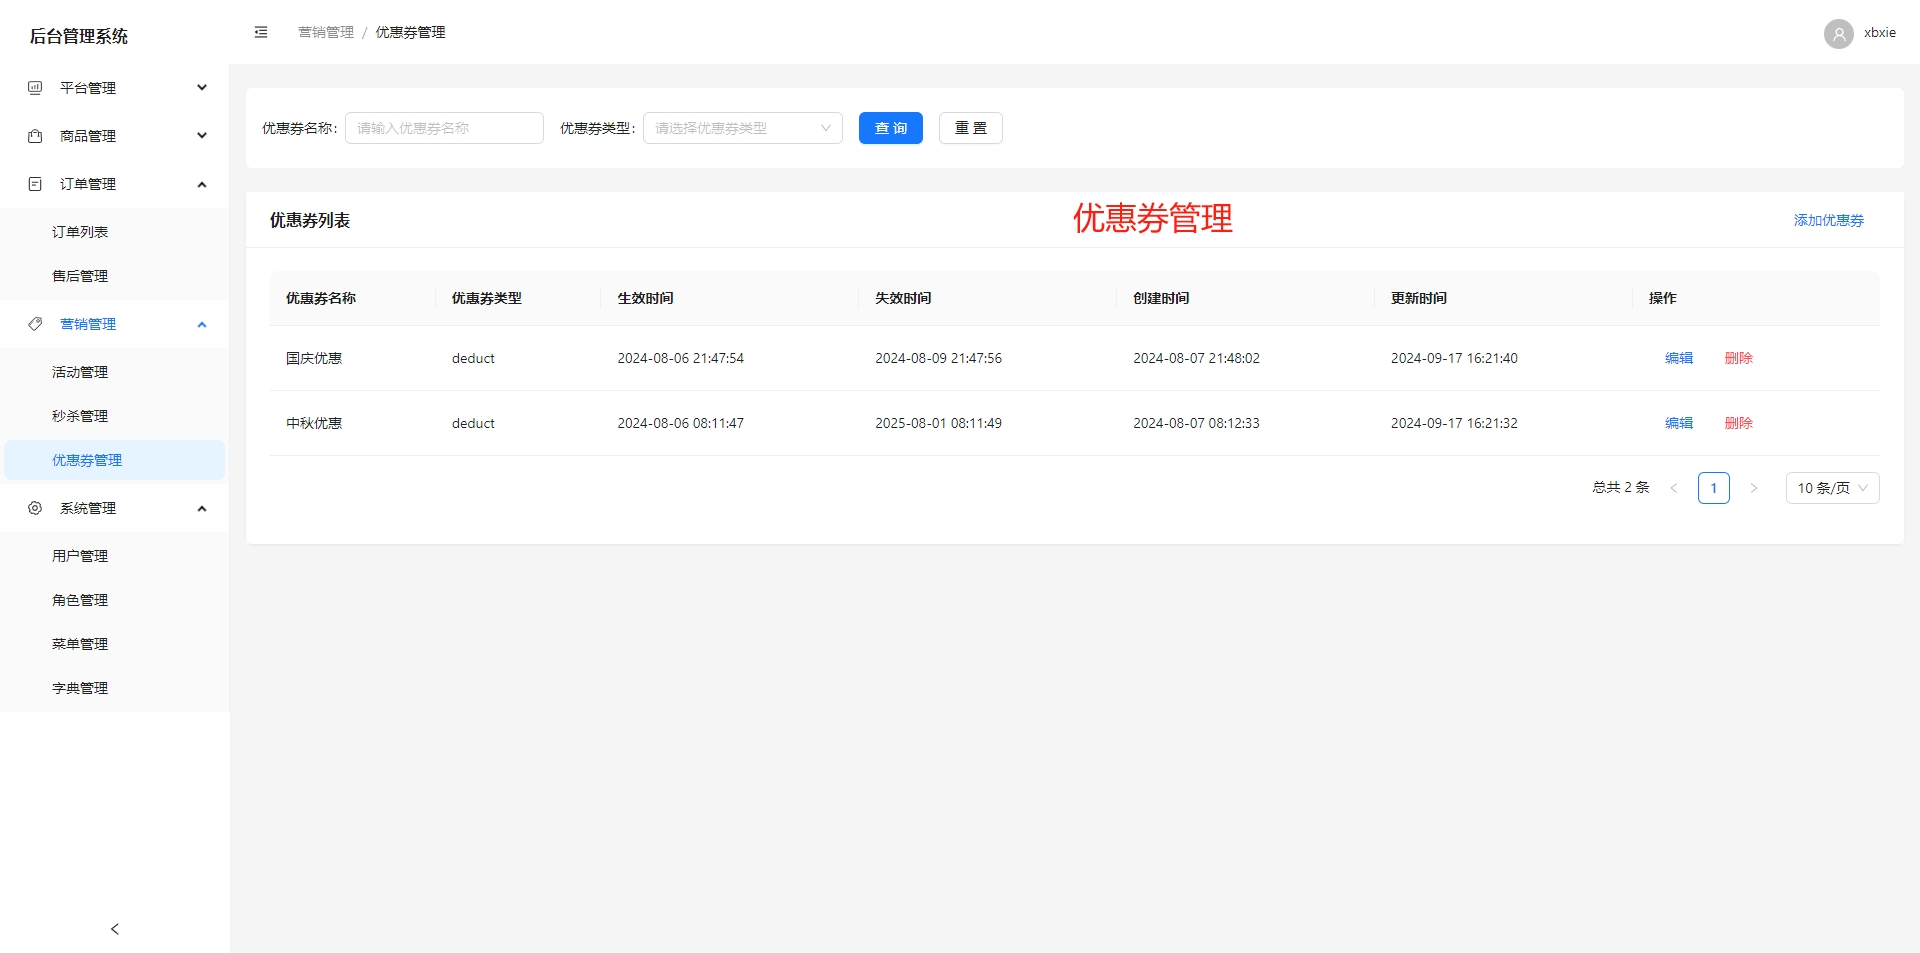 后台管理系统
平台管理
商品管理
订单管理
订单列表
售后管理
营销管理
活动管理
秒杀管理
优惠券管理
系统管理
用户管理
角色管理
菜单管理
字典管理
营销管理 / 优惠券管理
xbxie
优惠券名称: 请输入优惠券名称 优惠券类型: 请选择优惠券类型 查 询 重 置
优惠券列表 优惠券管理 添加优惠券
优惠券名称 优惠券类型 生效时间 失效时间 创建时间 更新时间 操作
国庆优惠 deduct 2024-08-06 21:47:54 2024-08-09 21:47:56 2024-08-07 21:48:02 2024-09-17 16:21:40 编辑 删除
中秋优惠 deduct 2024-08-06 08:11:47 2025-08-01 08:11:49 2024-08-07 08:12:33 2024-09-17 16:21:32 编辑 删除
总共 2 条 < 1 > 10 条/页